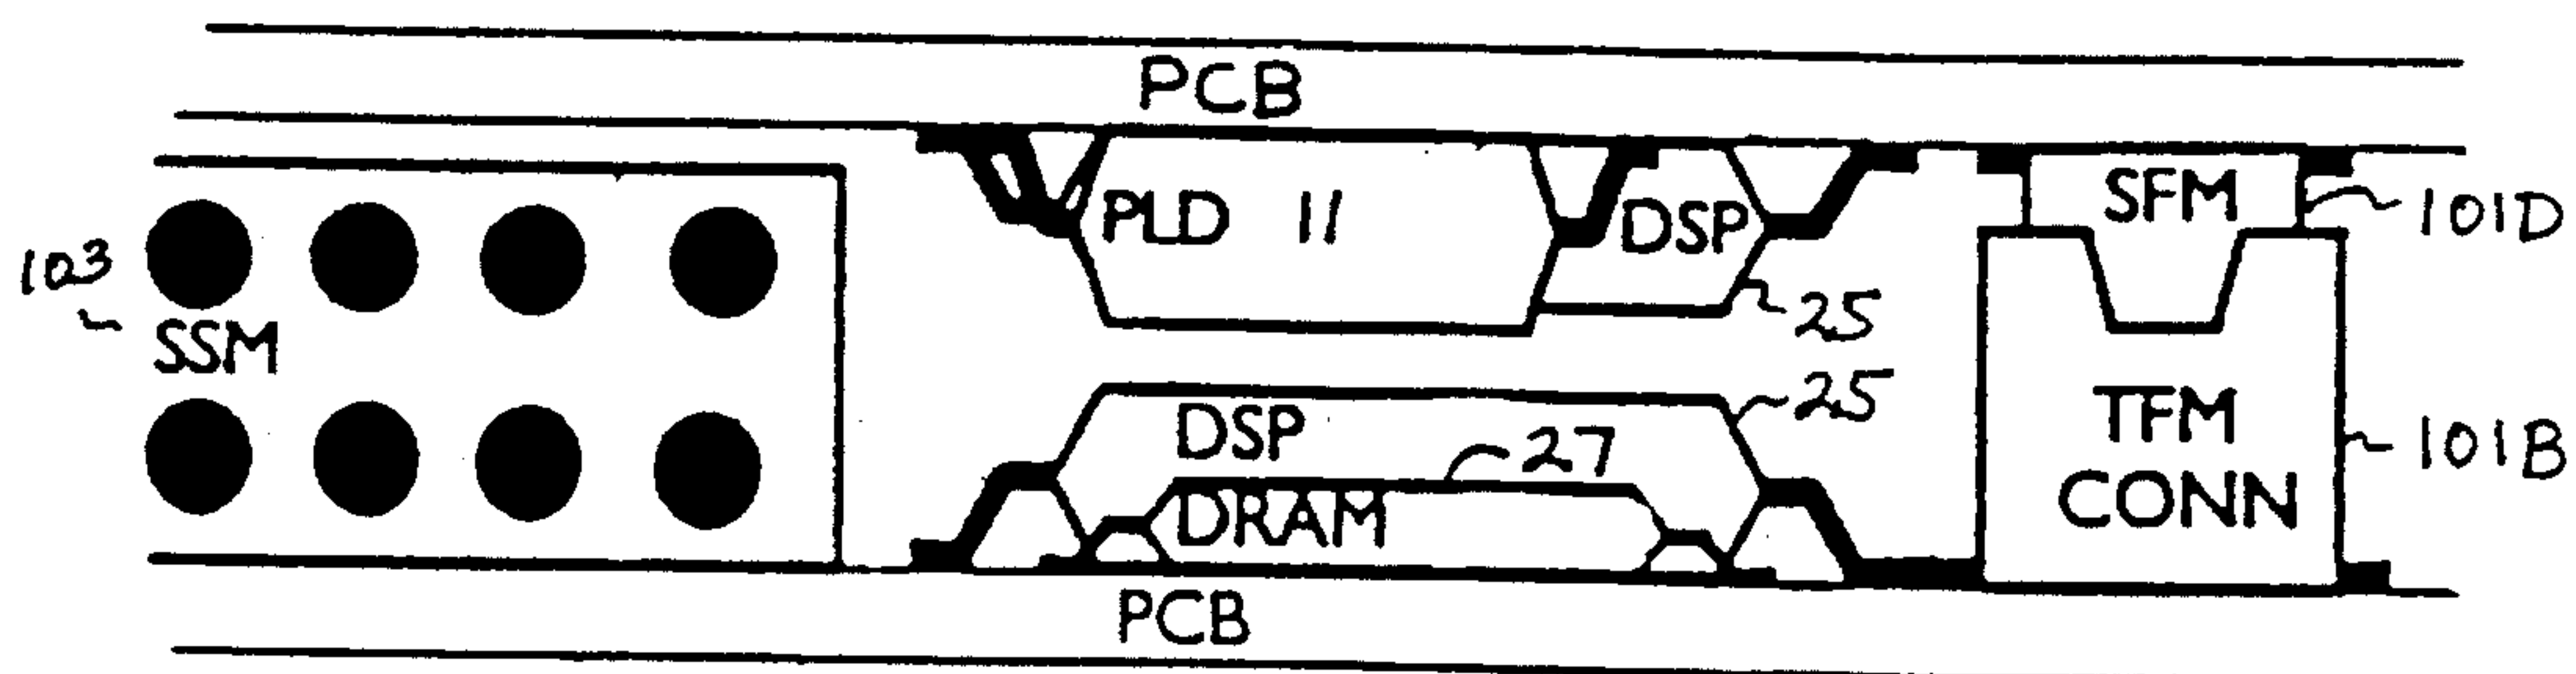 PCB
PLD 11
DSP
SFM
101D
103
SSM
25
25
DSP
27
TFM
CONN
101B
DRAM
PCB